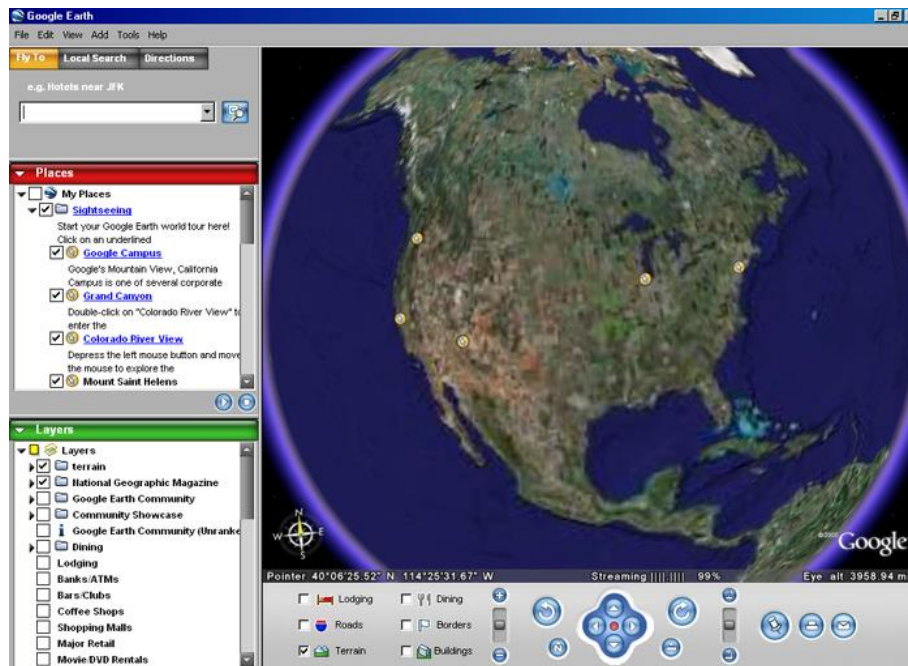 Google Earth
File Edit View Add Tools Help
Fly To Local Search Directions
e.g. Hotels near JFK
Places
My Places
Sightseeing
Start your Google Earth world tour here!
Click on an underlined
Google Campus
Google's Mountain View, California
Campus is one of several corporate
Grand Canyon
Double-click on "Colorado River View" to
enter the
Colorado River View
Depress the left mouse button and move
the mouse to explore the
Mount Saint Helens
Layers
Layers
terrain
National Geographic Magazine
Google Earth Community
Community Showcase
Google Earth Community (Unranke
Dining
Lodging
Banks/ATMs
Bars/Clubs
Coffee Shops
Shopping Malls
Major Retail
Movie/DVD Rentals
N
W E
S
Google
Pointer 40°06'25.52" N 114°25'31.67" W Streaming ||||||||| 99% Eye alt 3958.94 m
Lodging Dining
Roads Borders
Terrain Buildings
N